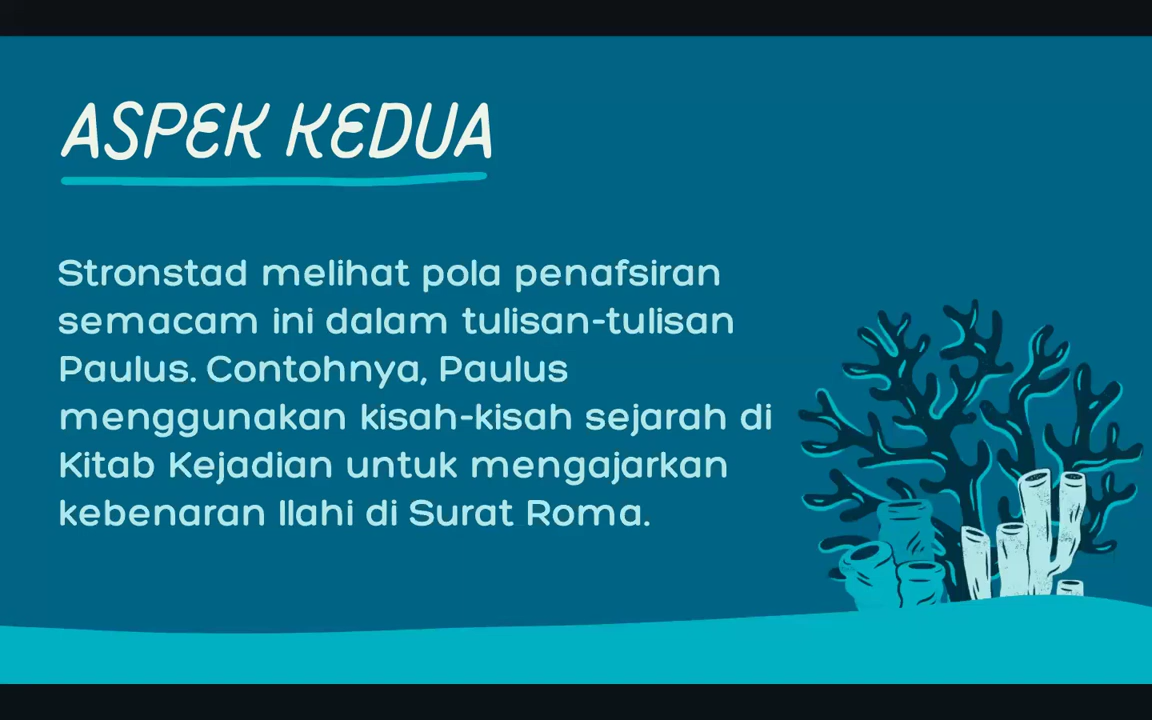 ASPEK KEDUA
Stronstad melihat pola penafsiran
semacam ini dalam tulisan-tulisan
Paulus. Contohnya, Paulus
menggunakan kisah-kisah sejarah di
Kitab Kejadian untuk mengajarkan
kebenaran Ilahi di Surat Roma.